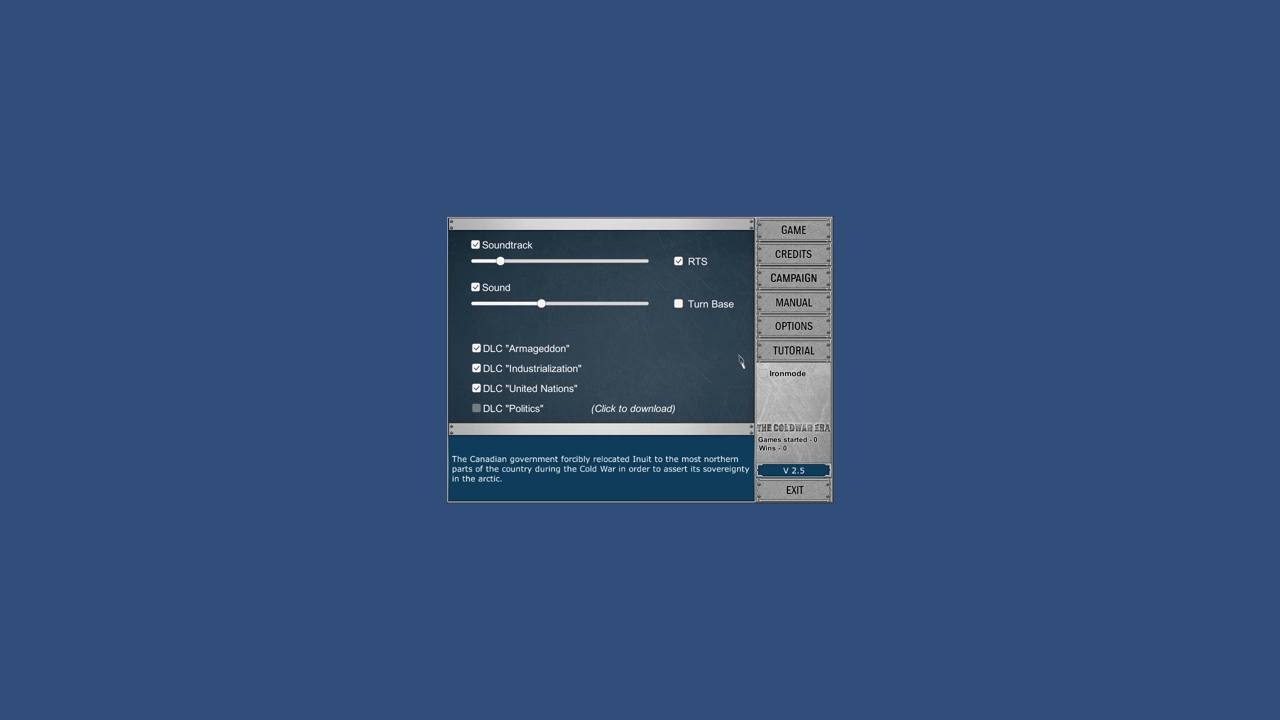 Soundtrack
RTS
Sound
Turn Base
DLC "Armageddon"
DLC "Industrialization"
DLC "United Nations"
DLC "Politics" (Click to download)
The Canadian government forcibly relocated Inuit to the most northern
parts of the country during the Cold War in order to assert its sovereignty
in the arctic.
GAME
CREDITS
CAMPAIGN
MANUAL
OPTIONS
TUTORIAL
Ironmode
THE COLD WAR ERA
Games started - 0
Wins - 0
V 2.5
EXIT